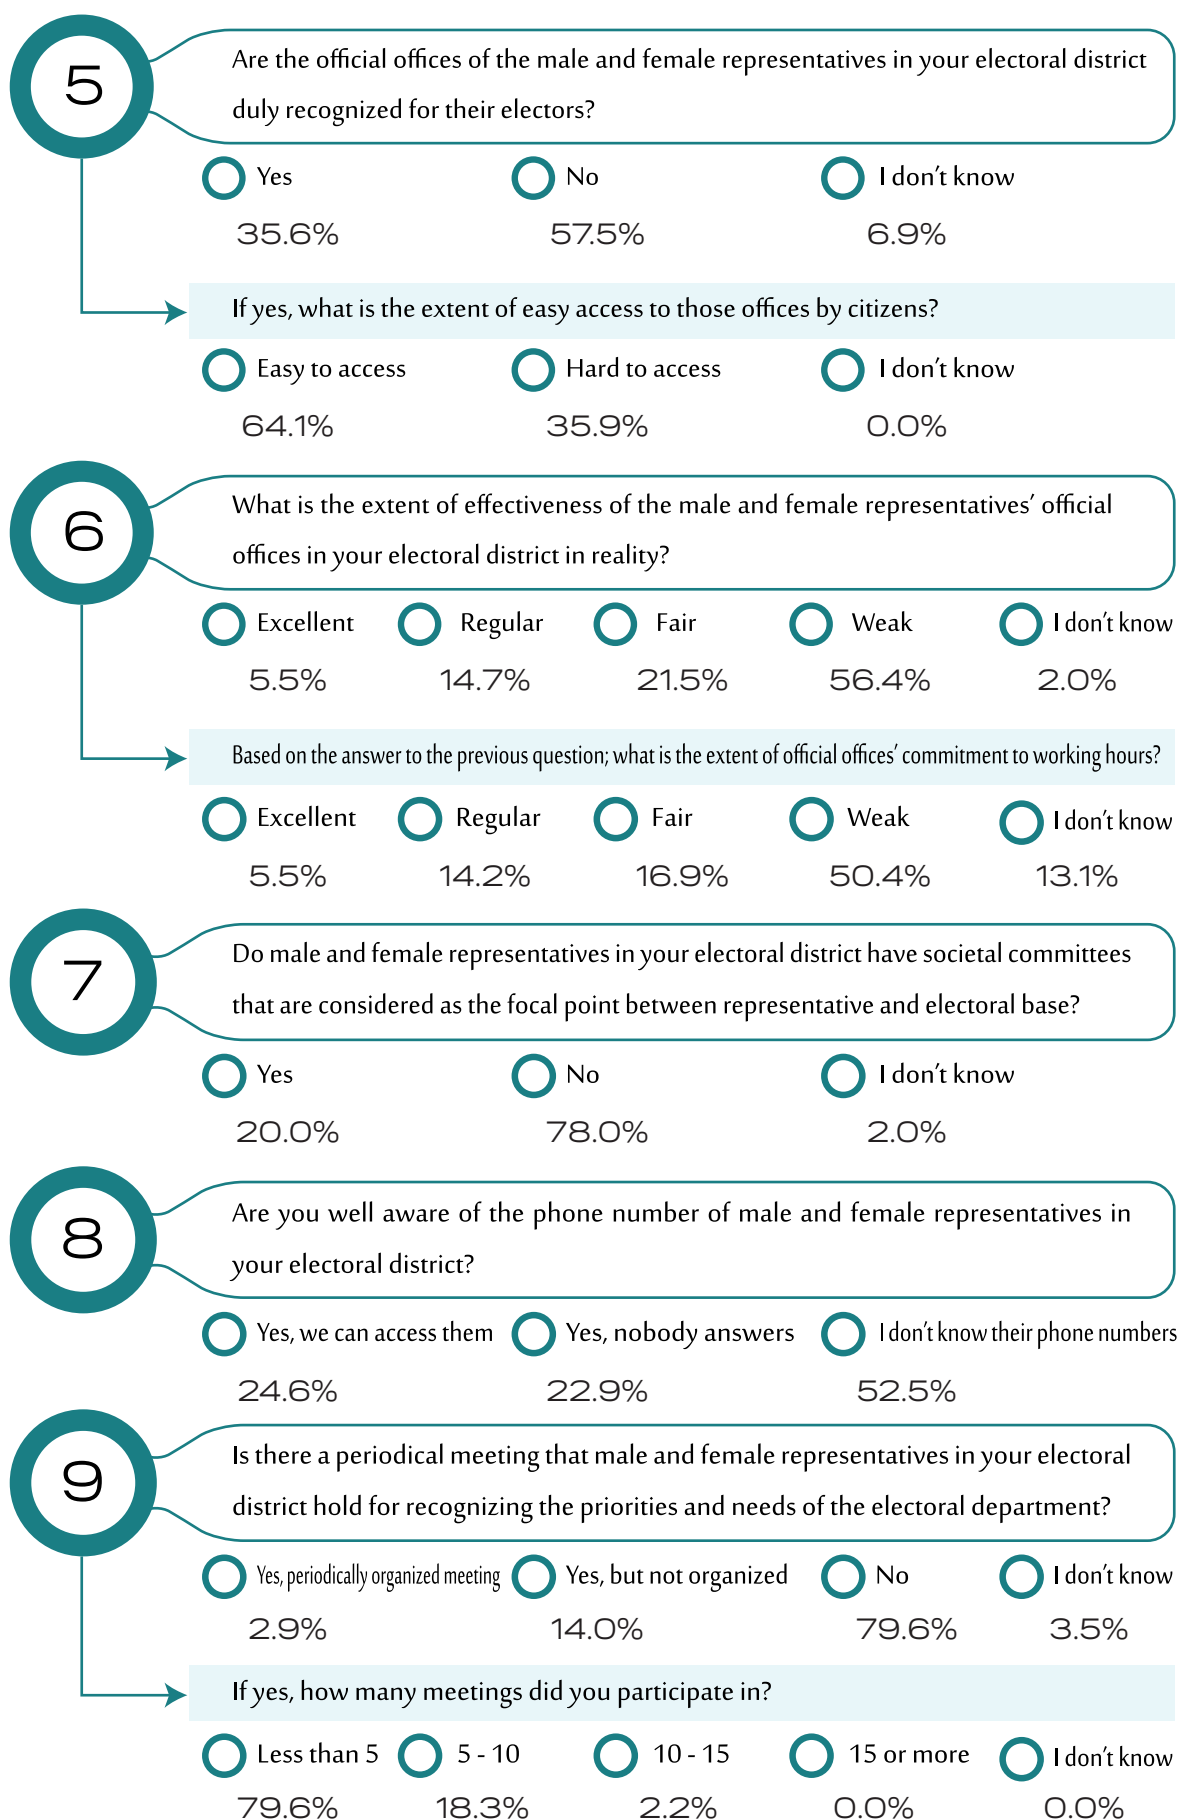 5
Are the official offices of the male and female representatives in your electoral district
duly recognized for their electors?
Yes No I don't know
35.6% 57.5% 6.9%
If yes, what is the extent of easy access to those offices by citizens?
Easy to access Hard to access I don't know
64.1% 35.9% 0.0%
6
What is the extent of effectiveness of the male and female representatives' official
offices in your electoral district in reality?
Excellent Regular Fair Weak I don't know
5.5% 14.7% 21.5% 56.4% 2.0%
Based on the answer to the previous question; what is the extent of official offices' commitment to working hours?
Excellent Regular Fair Weak I don't know
5.5% 14.2% 16.9% 50.4% 13.1%
7
Do male and female representatives in your electoral district have societal committees
that are considered as the focal point between representative and electoral base?
Yes No I don't know
20.0% 78.0% 2.0%
8
Are you well aware of the phone number of male and female representatives in
your electoral district?
Yes, we can access them Yes, nobody answers I don't know their phone numbers
24.6% 22.9% 52.5%
9
Is there a periodical meeting that male and female representatives in your electoral
district hold for recognizing the priorities and needs of the electoral department?
Yes, periodically organized meeting Yes, but not organized No I don't know
2.9% 14.0% 79.6% 3.5%
If yes, how many meetings did you participate in?
Less than 5 5 - 10 10 - 15 15 or more I don't know
79.6% 18.3% 2.2% 0.0% 0.0%